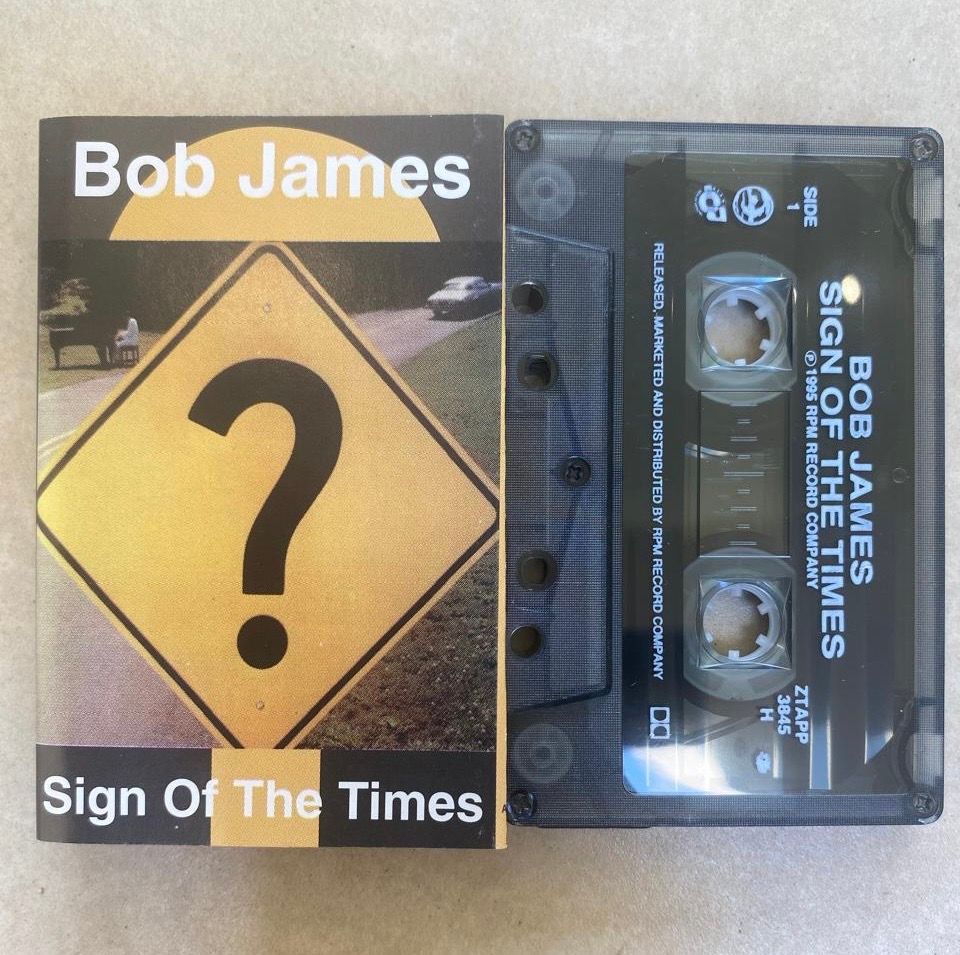 Bob James
?
Sign Of The Times
SIDE
1
BOB JAMES
SIGN OF THE TIMES
Ⓟ1995 RPM RECORD COMPANY
RELEASED, MARKETED AND DISTRIBUTED BY RPM RECORD COMPANY
ZTAPP
3845
H